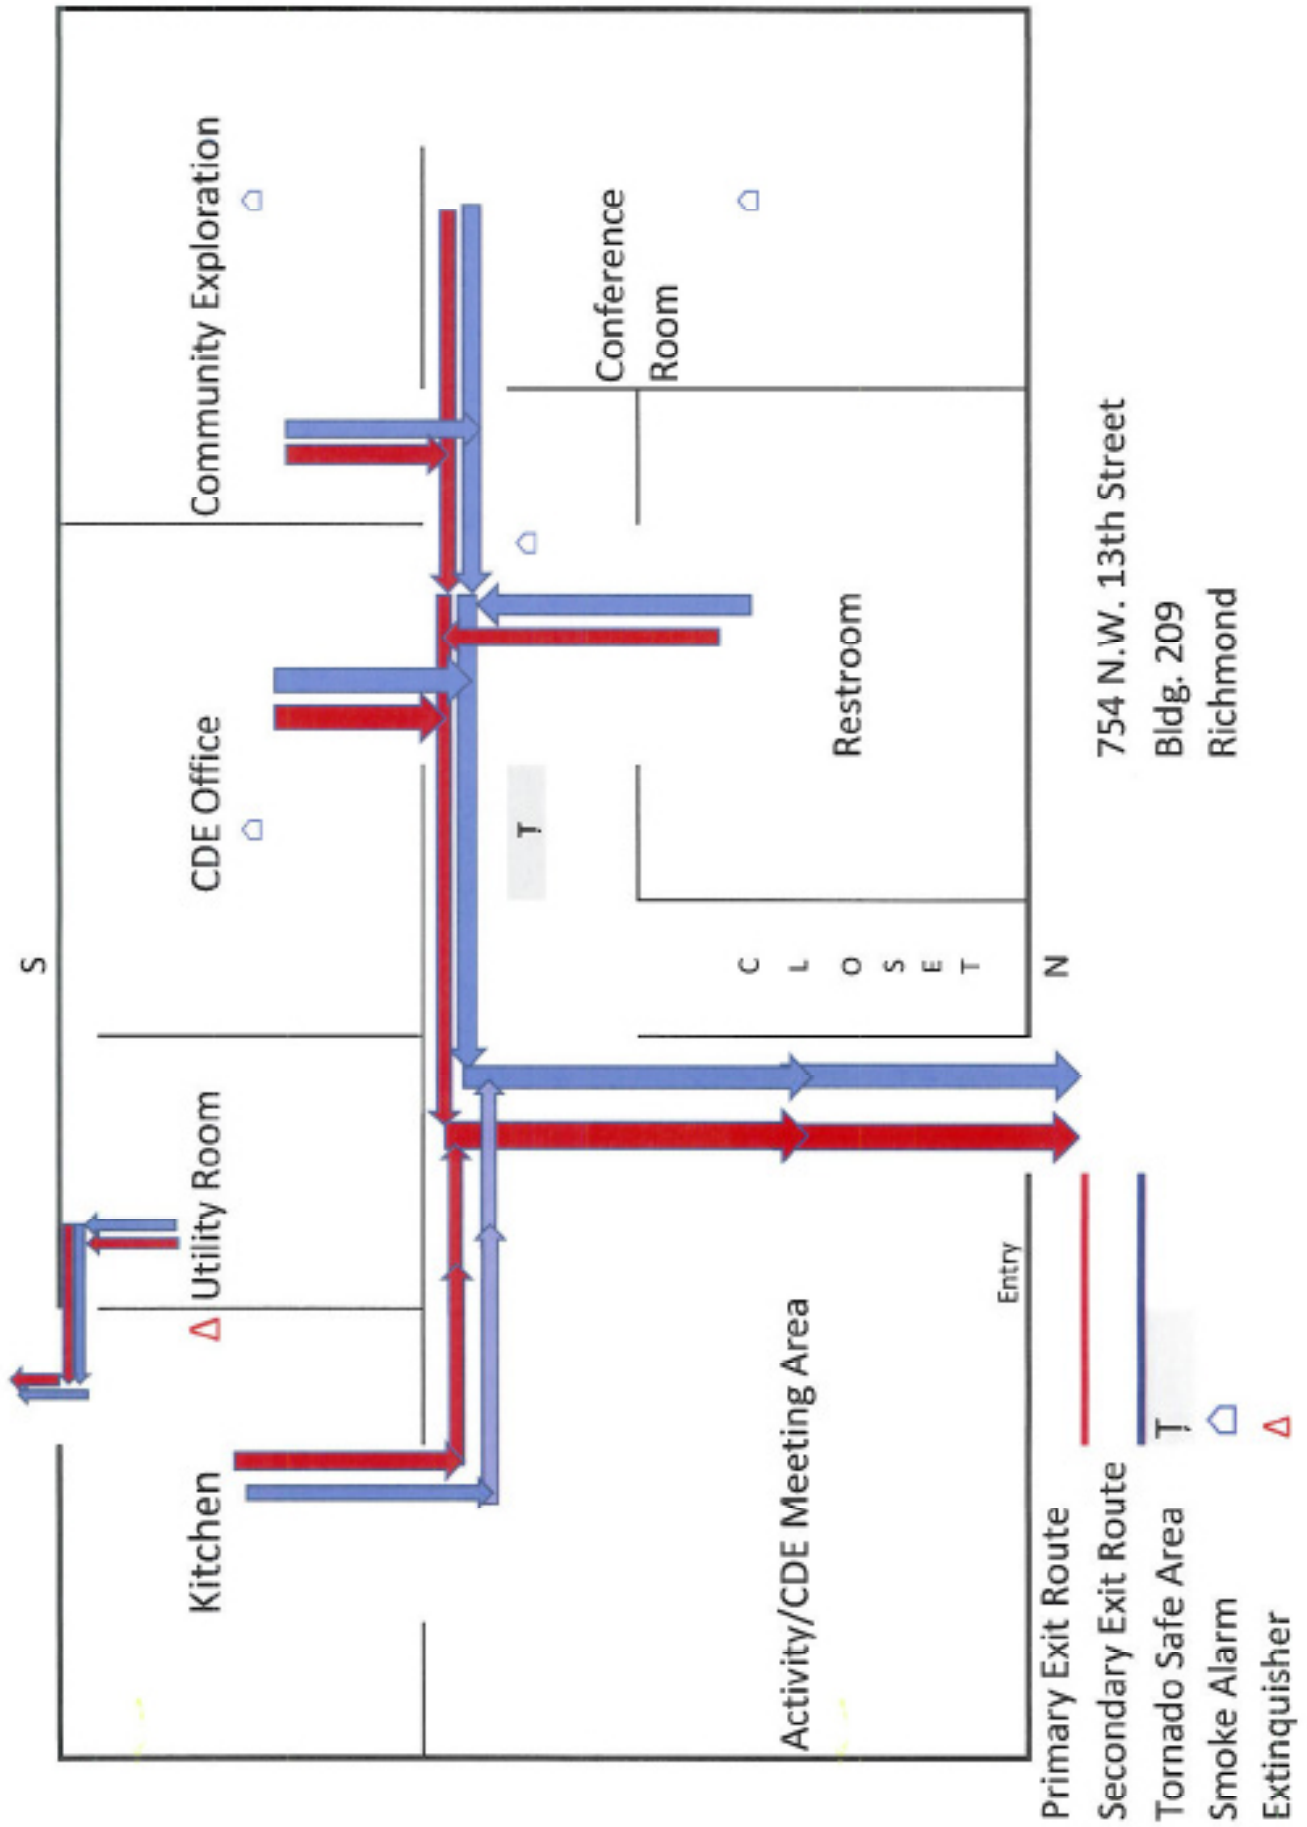 S
Kitchen
Utility Room
CDE Office
Community Exploration
T
Conference
Room
Activity/CDE Meeting Area
Entry
C
L
O
S
E
T
Restroom
N
Primary Exit Route
Secondary Exit Route
Tornado Safe Area T
Smoke Alarm
Extinquisher
754 N.W. 13th Street
Bldg. 209
Richmond